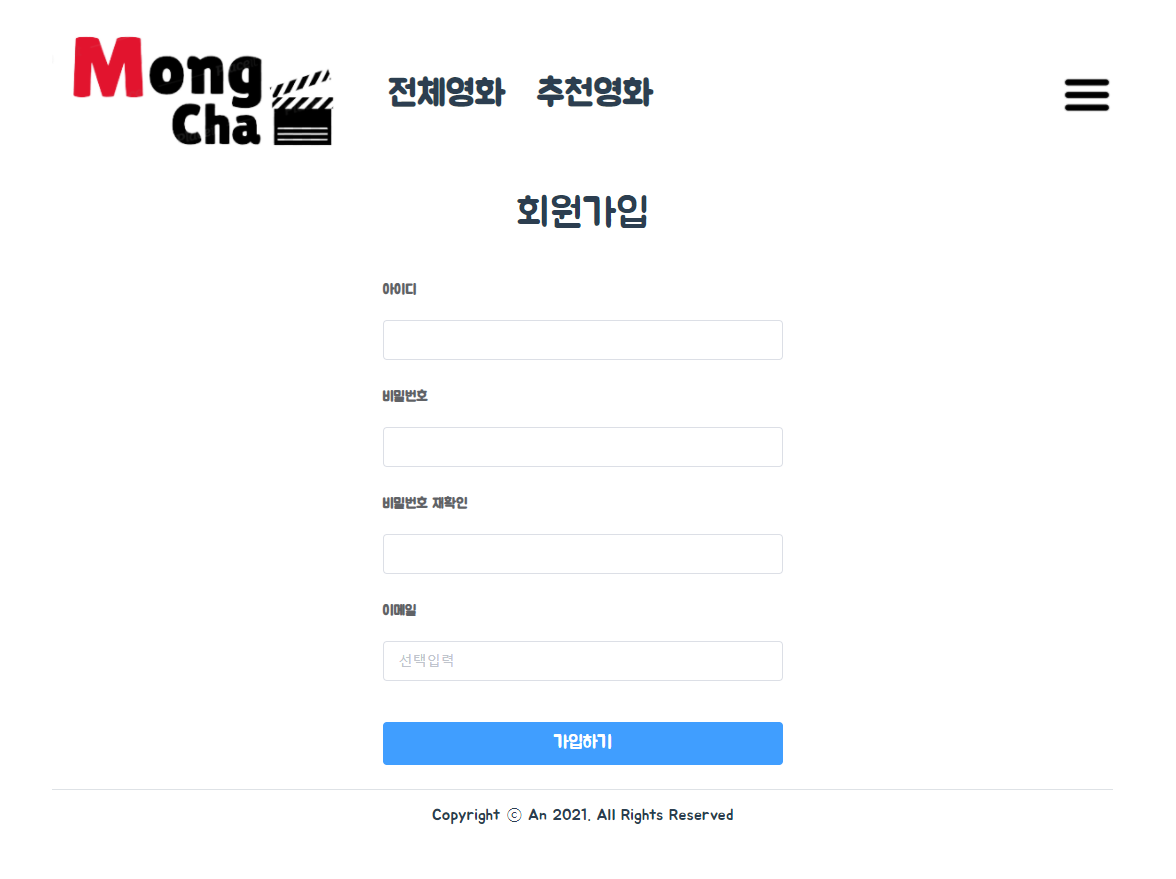 Mong
Cha
전체영화 추천영화
회원가입
아이디
비밀번호
비밀번호 재확인
이메일
선택입력
가입하기
Copyright ⓒ An 2021, All Rights Reserved